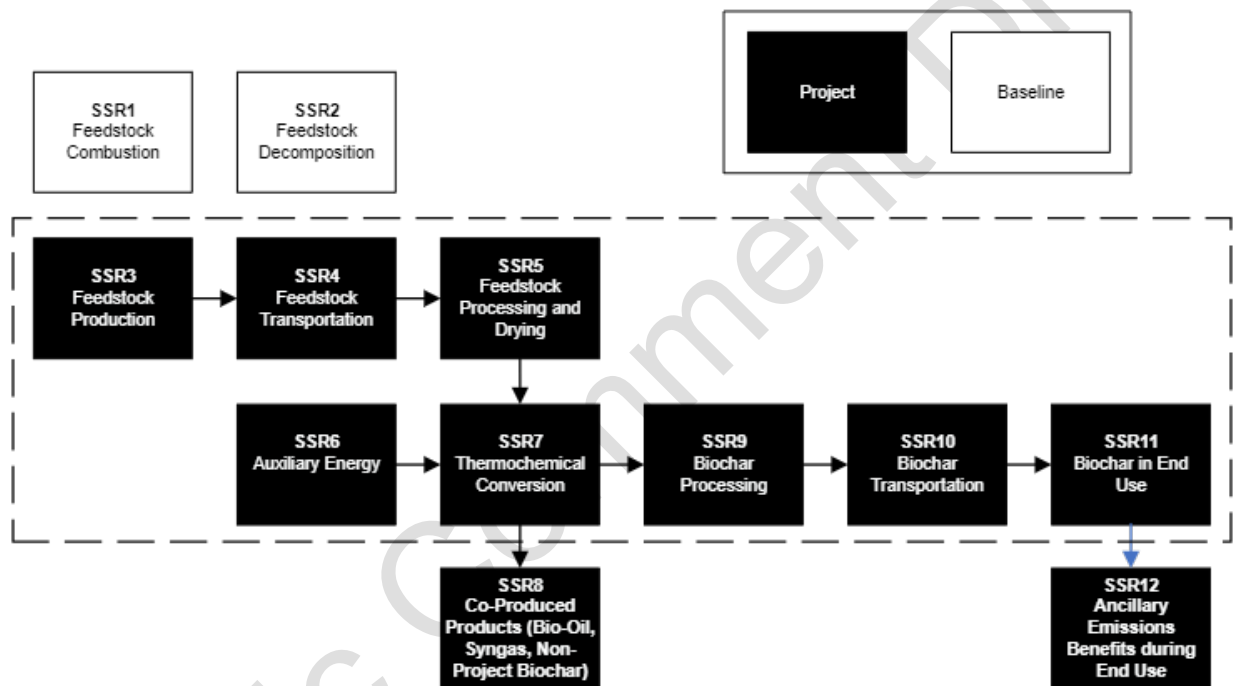 Project
Baseline
SSR1
Feedstock
Combustion
SSR2
Feedstock
Decomposition
SSR3
Feedstock
Production
SSR4
Feedstock
Transportation
SSR5
Feedstock
Processing and
Drying
SSR6
Auxiliary Energy
SSR7
Thermochemical
Conversion
SSR9
Biochar
Processing
SSR10
Biochar
Transportation
SSR11
Biochar in End
Use
SSR8
Co-Produced
Products (Bio-Oil,
Syngas, Non-
Project Biochar)
SSR12
Ancillary
Emissions
Benefits during
End Use
Comment